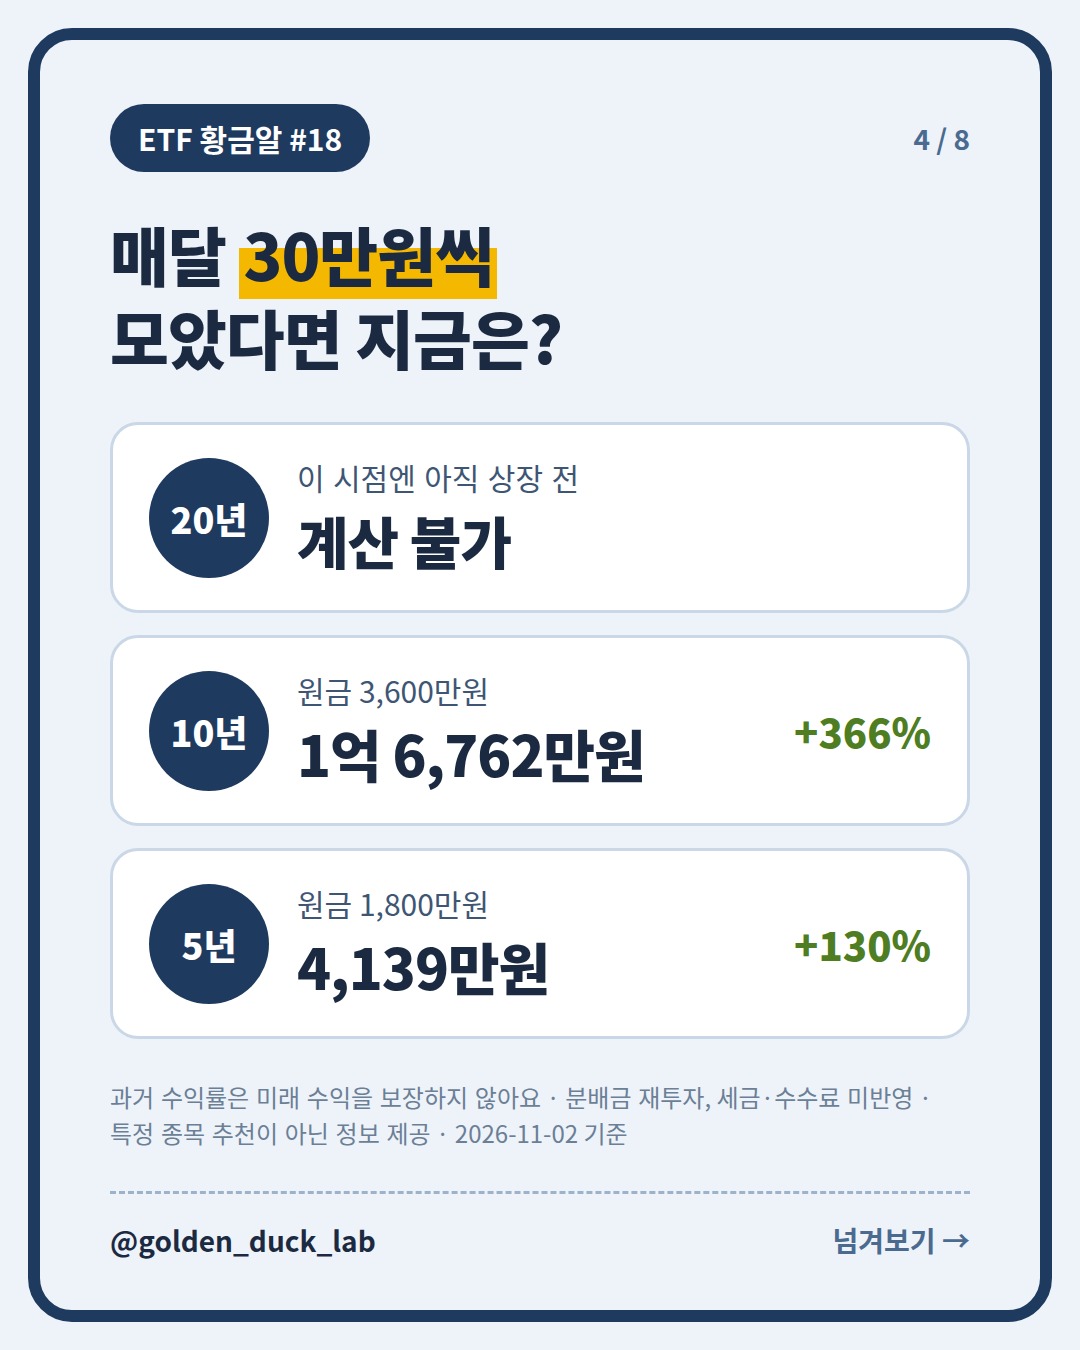 ETF 황금알 #18
4 / 8
매달 30만원씩
모았다면 지금은?
20년
이 시점엔 아직 상장 전
계산 불가
10년
원금 3,600만원
1억 6,762만원
+366%
5년
원금 1,800만원
4,139만원
+130%
과거 수익률은 미래 수익을 보장하지 않아요 · 분배금 재투자, 세금·수수료 미반영 ·
특정 종목 추천이 아닌 정보 제공 · 2026-11-02 기준
@golden_duck_lab
넘겨보기 →